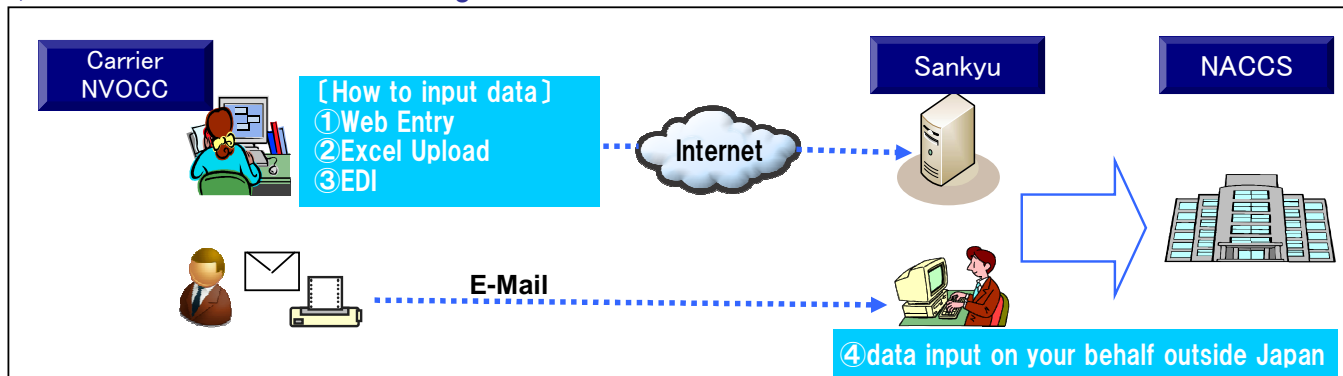 Carrier
NVOCC
Sankyu
NACCS
〔How to input data〕
①Web Entry
②Excel Upload
③EDI
Internet
E-Mail
④data input on your behalf outside Japan